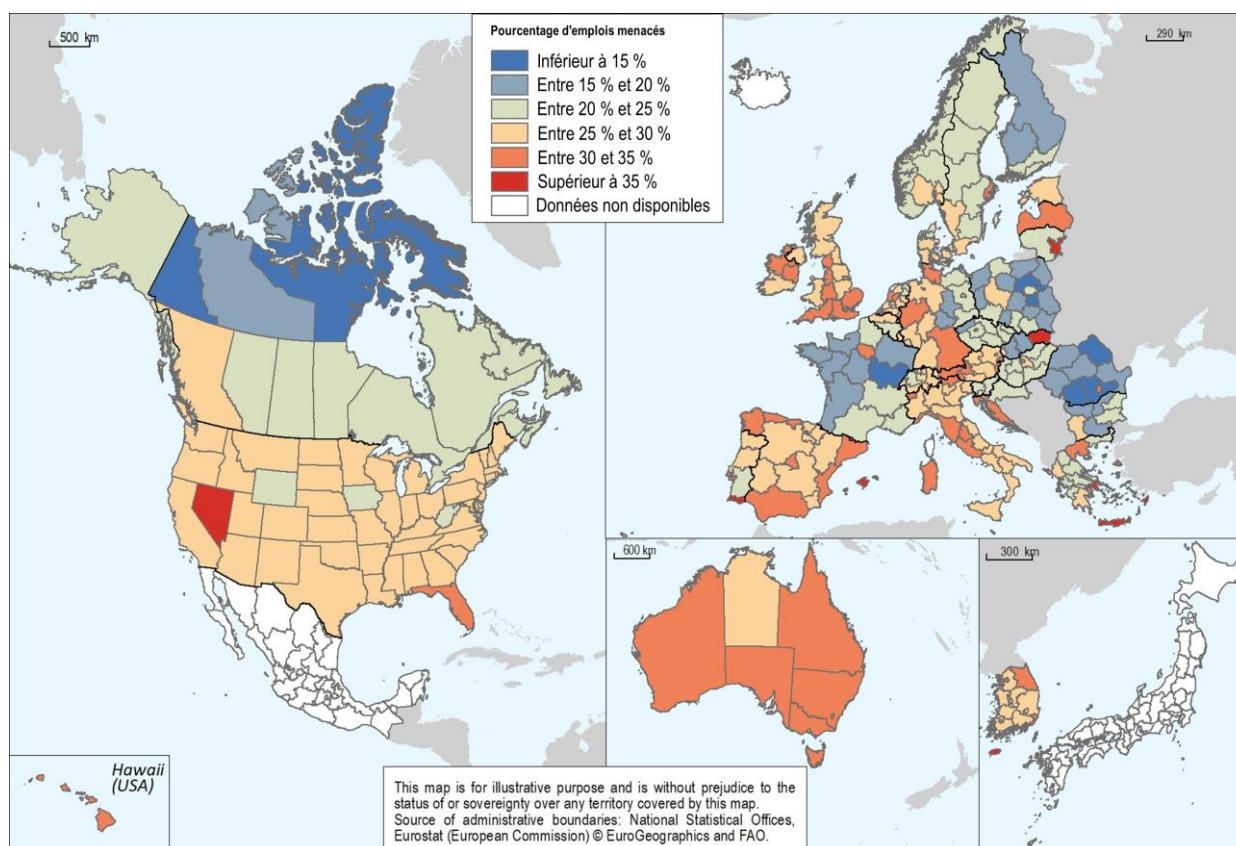 500 km
Pourcentage d'emplois menacés
Inférieur à 15 %
Entre 15 % et 20 %
Entre 20 % et 25 %
Entre 25 % et 30 %
Entre 30 et 35 %
Supérieur à 35 %
Données non disponibles
290 km
600 km
300 km
Hawaii
(USA)
This map is for illustrative purpose and is without prejudice to the
status of or sovereignty over any territory covered by this map.
Source of administrative boundaries: National Statistical Offices,
Eurostat (European Commission) © EuroGeographics and FAO.